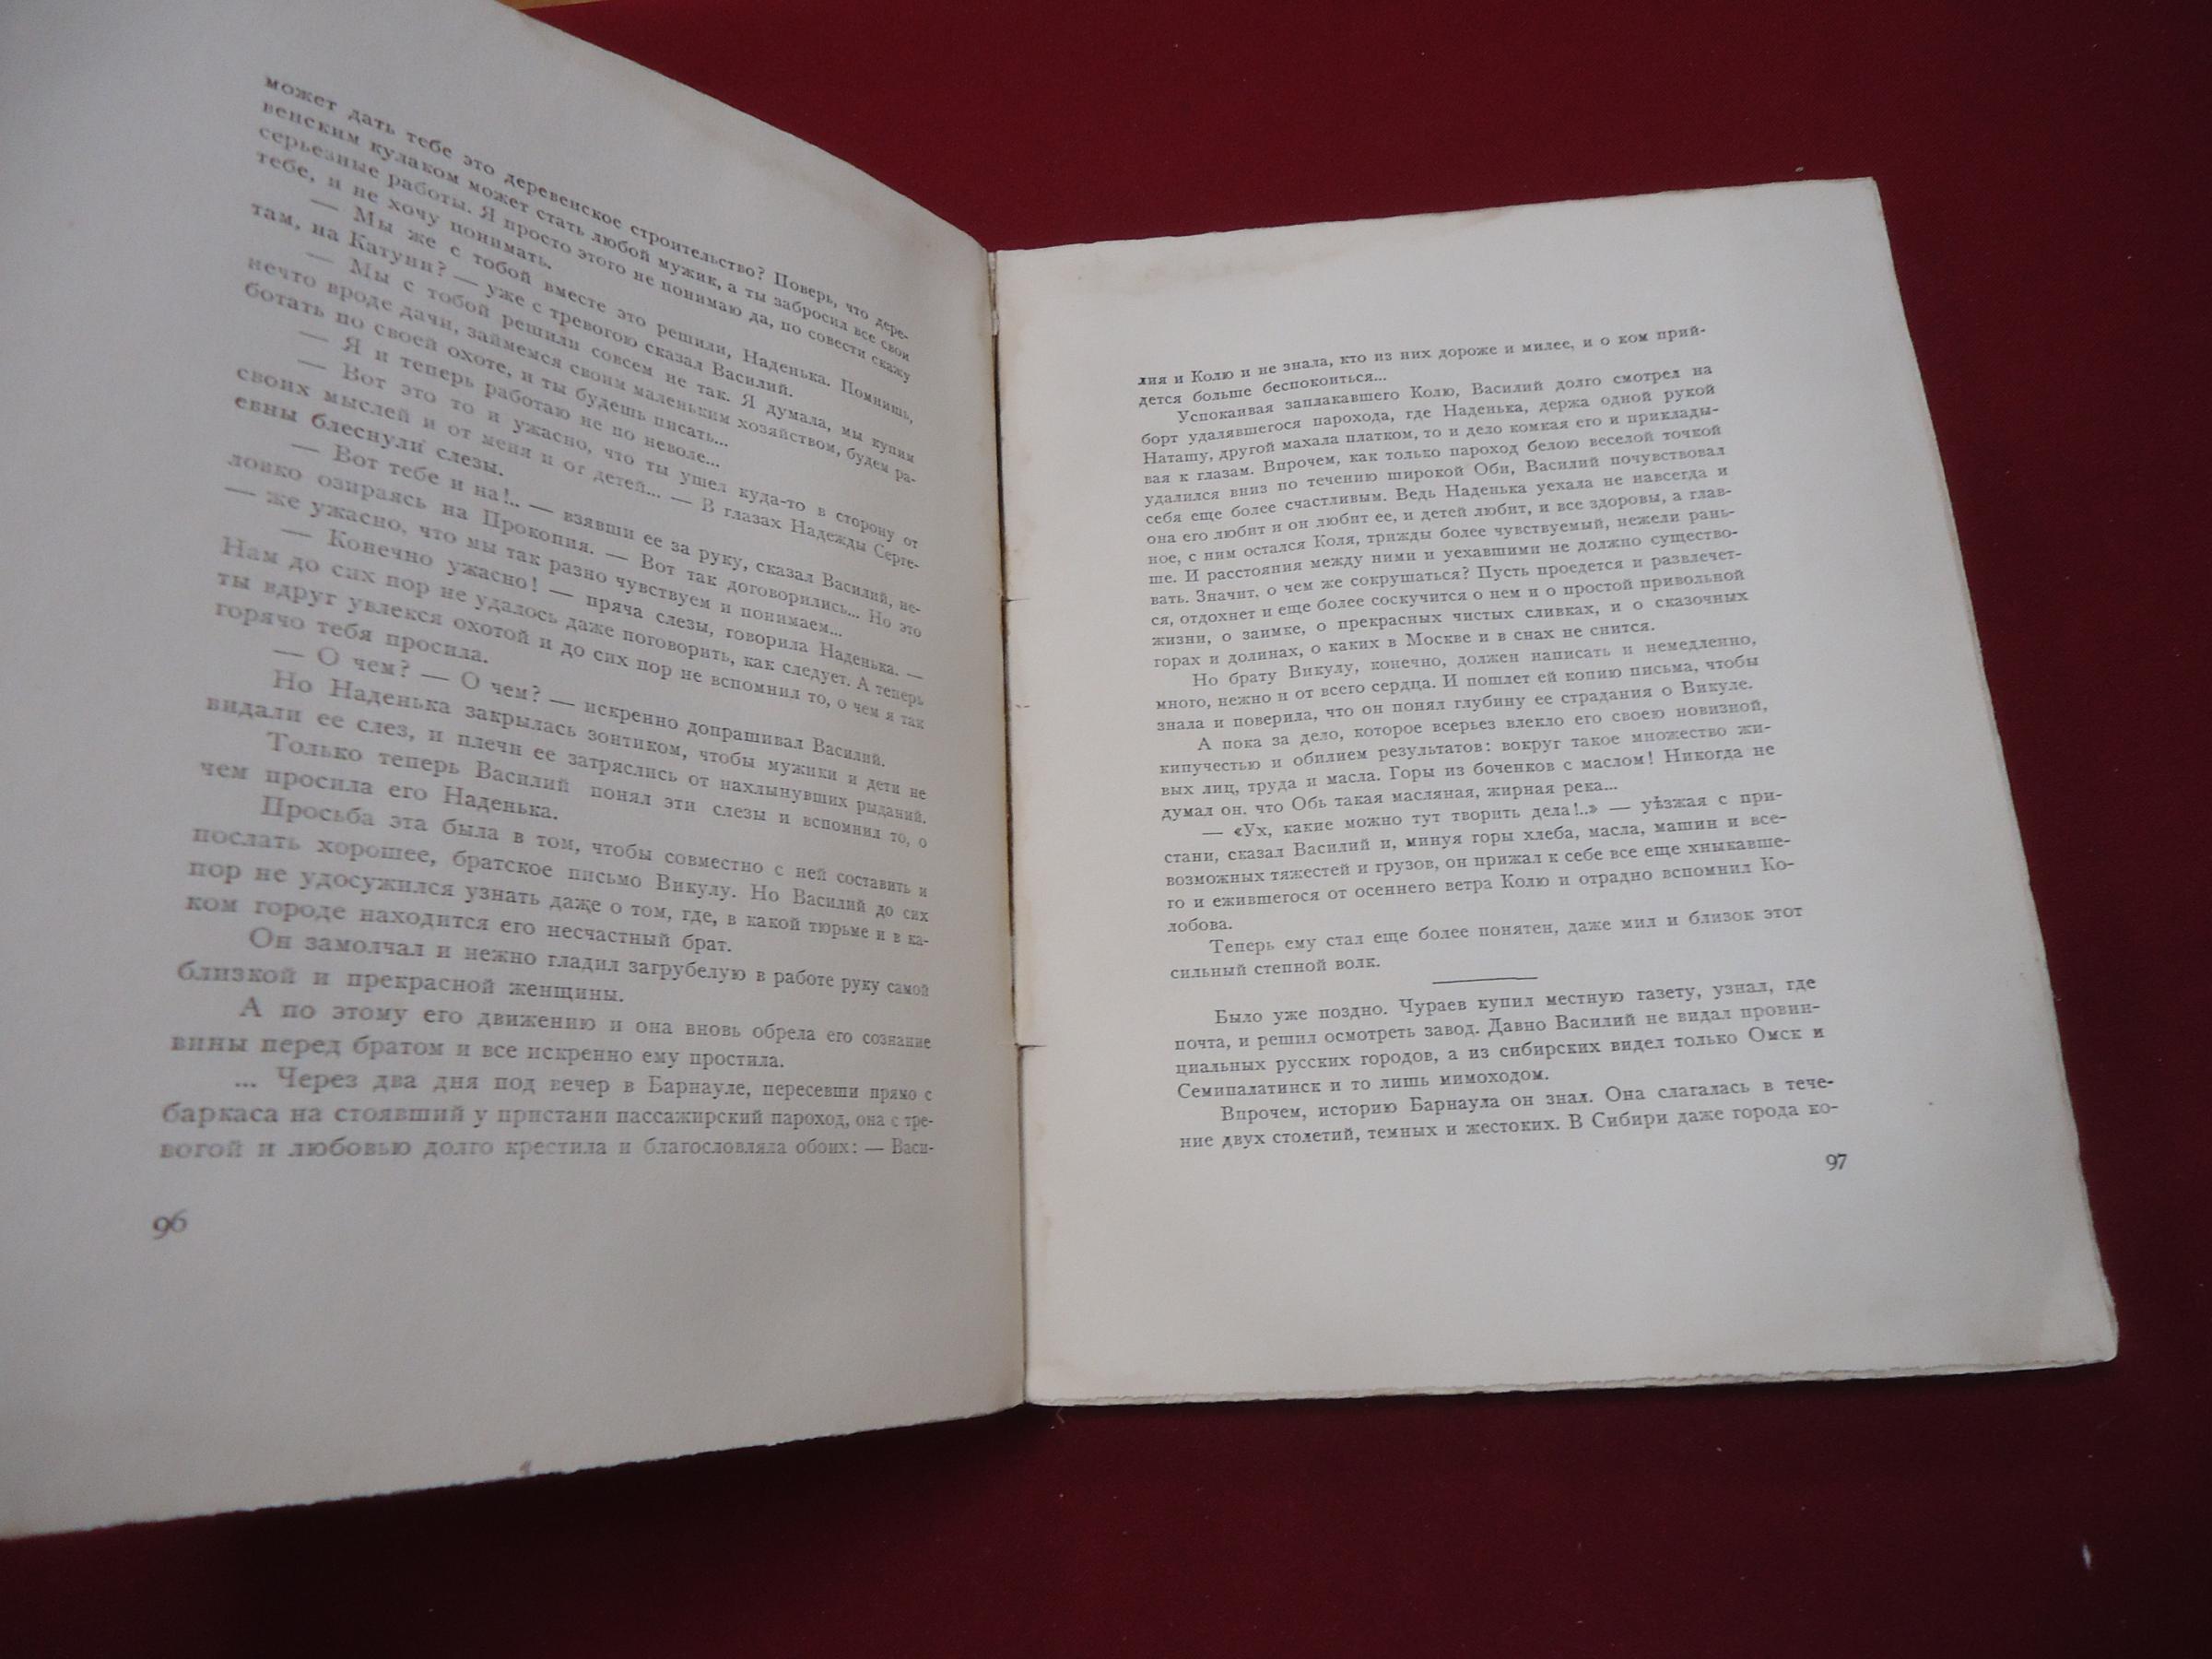 может дать тебе это деревенское строительство? Поверь, что дере-
венским кулаком может стать любой мужик, а ты забросил все свои
серьезные работы. Я просто этого не понимаю да, по совести скажу
тебе, и не хочу понимать.
— Мы же с тобой вместе это решили, Наденька. Помнишь,
там, на Катуни? — уже с тревогою сказал Василий.
— Мы с тобой решили совсем не так. Я думала, мы купим
нечто вроде дачи, займемся своим маленьким хозяйством, будем ра-
ботать по своей охоте, и ты будешь писать...
— Я и теперь работаю не по неволе...
— Вот это то и ужасно, что ты ушел куда-то в сторону от
своих мыслей и от меня и от детей... — В глазах Надежды Серге-
евны блеснули слезы.
— Вот тебе и на!.. — взявши ее за руку, сказал Василий, не-
ловко озираясь на Прокопия. — Вот так договорились... Но это
— же ужасно, что мы так разно чувствуем и понимаем...
— Конечно ужасно! — пряча слезы, говорила Наденька. —
Нам до сих пор не удалось даже поговорить, как следует. А теперь
ты вдруг увлекся охотой и до сих пор не вспомнил то, о чем я так
горячо тебя просила.
— О чем? — О чем? — искренно допрашивал Василий.
Но Наденька закрылась зонтиком, чтобы мужики и дети не
видали ее слез, и плечи ее затряслись от нахлынувших рыданий.
Только теперь Василий понял эти слезы и вспомнил то, о
чем просила его Наденька.
Просьба эта была в том, чтобы совместно с ней составить и
послать хорошее, братское письмо Викулу. Но Василий до сих
пор не удосужился узнать даже о том, где, в какой тюрьме и в ка-
ком городе находится его несчастный брат.
Он замолчал и нежно гладил загрубелую в работе руку самой
близкой и прекрасной женщины.
А по этому его движению и она вновь обрела его сознание
вины перед братом и все искренно ему простила.
... Через два дня под вечер в Барнауле, пересевши прямо с
баркаса на стоявший у пристани пассажирский пароход, она с тре-
вогой и любовью долго крестила и благословляла обоих: — Васи-
96
лия и Колю и не знала, кто из них дороже и милее, и о ком прий-
дется больше беспокоиться...
Успокаивая заплакавшего Колю, Василий долго смотрел на
борт удалявшегося парохода, где Наденька, держа одной рукой
Наташу, другой махала платком, то и дело комкая его и приклады-
вая к глазам. Впрочем, как только пароход белою веселой точкой
удалился вниз по течению широкой Оби, Василий почувствовал
себя еще более счастливым. Ведь Наденька уехала не навсегда и
она его любит и он любит ее, и детей любит, и все здоровы, а глав-
ное, с ним остался Коля, трижды более чувствуемый, нежели рань-
ше. И расстояния между ними и уехавшими не должно существо-
вать. Значит, о чем же сокрушаться? Пусть проедется и развлечет-
ся, отдохнет и еще более соскучится о нем и о простой привольной
жизни, о заимке, о прекрасных чистых сливках, и о сказочных
горах и долинах, о каких в Москве и в снах не снится.
Но брату Викулу, конечно, должен написать и немедленно,
много, нежно и от всего сердца. И пошлет ей копию письма, чтобы
знала и поверила, что он понял глубину ее страдания о Викуле.
А пока за дело, которое всерьез влекло его своею новизной,
кипучестью и обилием результатов: вокруг такое множество жи-
вых лиц, труда и масла. Горы из боченков с маслом! Никогда не
думал он, что Обь такая масляная, жирная река...
— «Ух, какие можно тут творить дела!..» — уѣзжая с при-
стани, сказал Василий и, минуя горы хлеба, масла, машин и все-
возможных тяжестей и грузов, он прижал к себе все еще хныкавше-
го и ежившегося от осеннего ветра Колю и отрадно вспомнил Ко-
лобова.
Теперь ему стал еще более понятен, даже мил и близок этот
сильный степной волк.
Было уже поздно. Чураев купил местную газету, узнал, где
почта, и решил осмотреть завод. Давно Василий не видал провин-
циальных русских городов, а из сибирских видел только Омск и
Семипалатинск и то лишь мимоходом.
Впрочем, историю Барнаула он знал. Она слагалась в тече-
ние двух столетий, темных и жестоких. В Сибири даже города ко-
97